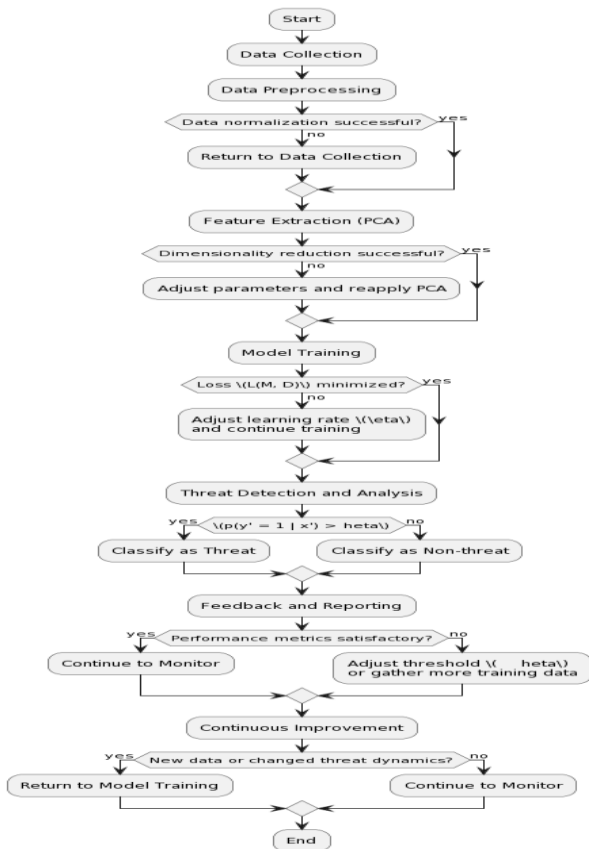 Start
Data Collection
Data Preprocessing
Data normalization successful?
yes
no
Return to Data Collection
Feature Extraction (PCA)
Dimensionality reduction successful?
yes
no
Adjust parameters and reapply PCA
Model Training
Loss \(L(M, D)\) minimized?
yes
no
Adjust learning rate \(\eta\)
and continue training
Threat Detection and Analysis
yes
\(p(y' = 1 | x') > heta\)
no
Classify as Threat
Classify as Non-threat
Feedback and Reporting
yes
Performance metrics satisfactory?
no
Continue to Monitor
Adjust threshold \( heta\)
or gather more training data
Continuous Improvement
yes
New data or changed threat dynamics?
no
Return to Model Training
Continue to Monitor
End